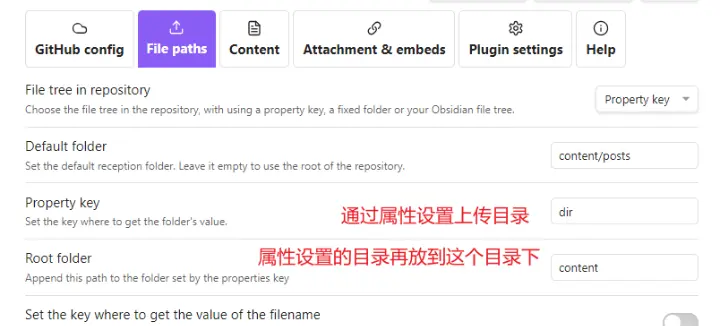 GitHub config File paths Content Attachment & embeds Plugin settings Help
File tree in repository
Choose the file tree in the repository, with using a property key, a fixed folder or your Obsidian file tree.
Property key
Default folder
Set the default reception folder. Leave it empty to use the root of the repository.
content/posts
Property key
Set the key where to get the folder's value.
通过属性设置上传目录
dir
Root folder
Append this path to the folder set by the properties key
属性设置的目录再放到这个目录下
content
Set the key where to get the value of the filename